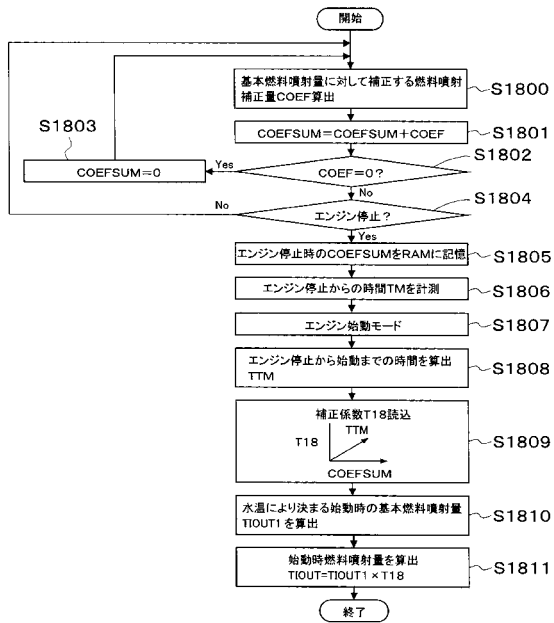 開始
基本燃料噴射量に対して補正する燃料噴射
補正量COEF算出
S1800
COEFSUM=COEFSUM+COEF
S1801
S1802
COEF=0?
Yes
No
S1803
COEFSUM=0
S1804
エンジン停止?
No
Yes
エンジン停止時のCOEFSUMをRAMに記憶
S1805
エンジン停止からの時間TMを計測
S1806
エンジン始動モード
S1807
エンジン停止から始動までの時間を算出
TTM
S1808
補正係数T18読込
TTM
T18
COEFSUM
S1809
水温により決まる始動時の基本燃料噴射量
TIOUT1を算出
S1810
始動時燃料噴射量を算出
TIOUT=TIOUT1×T18
S1811
終了